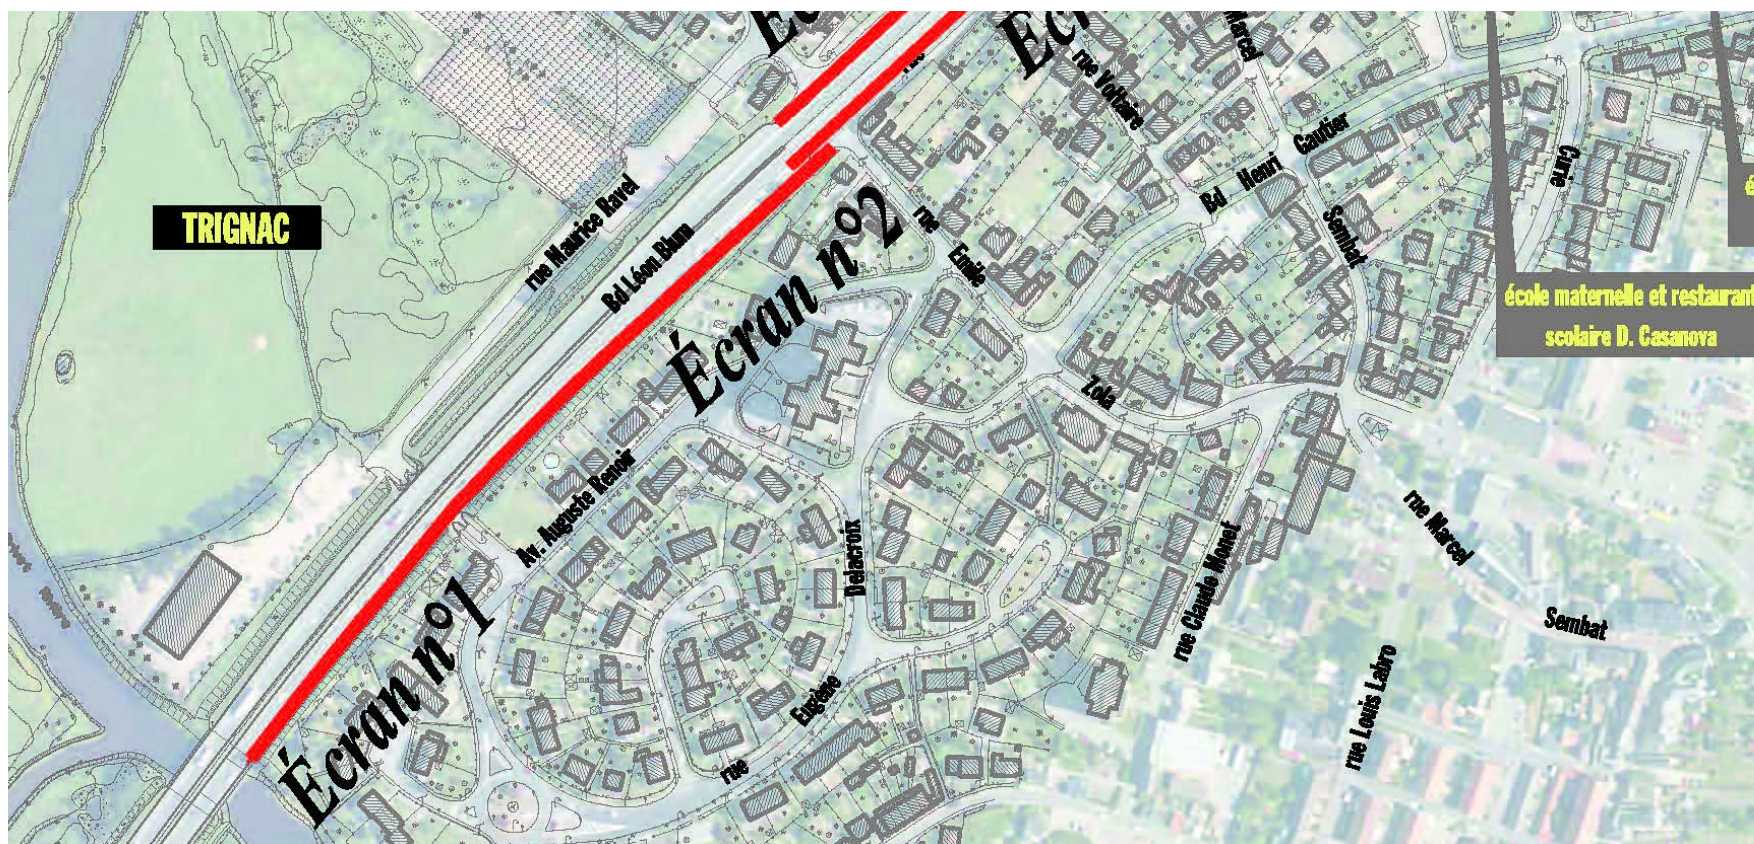 Marcel
rue Voltaire
Bd Henri Gautier
Curie
TRIGNAC
rue Maurice Ravel
Bd Léon Blum
Écran n°2
rue Emile
Sembat
école maternelle et restaurant
scolaire D. Casanova
Zola
Av. Auguste Renoir
Delacroix
rue Claude Monet
rue Marcel
Sembat
Écran n°1
rue Eugène
rue Louis Labro